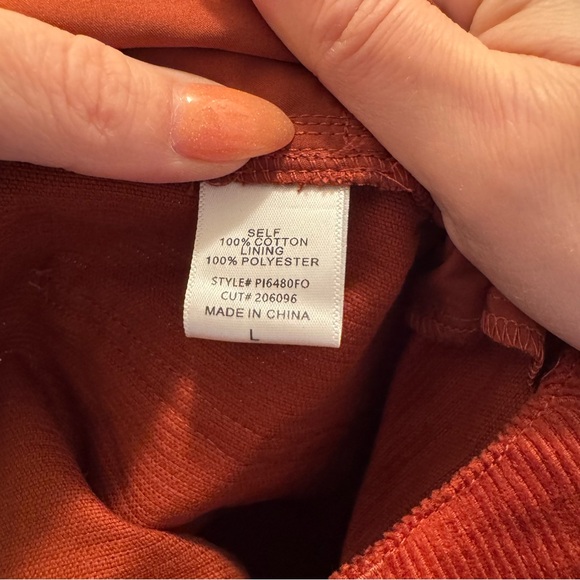 SELF
100% COTTON
LINING
100% POLYESTER
STYLE# PI6480FO
CUT# 206096
MADE IN CHINA
L